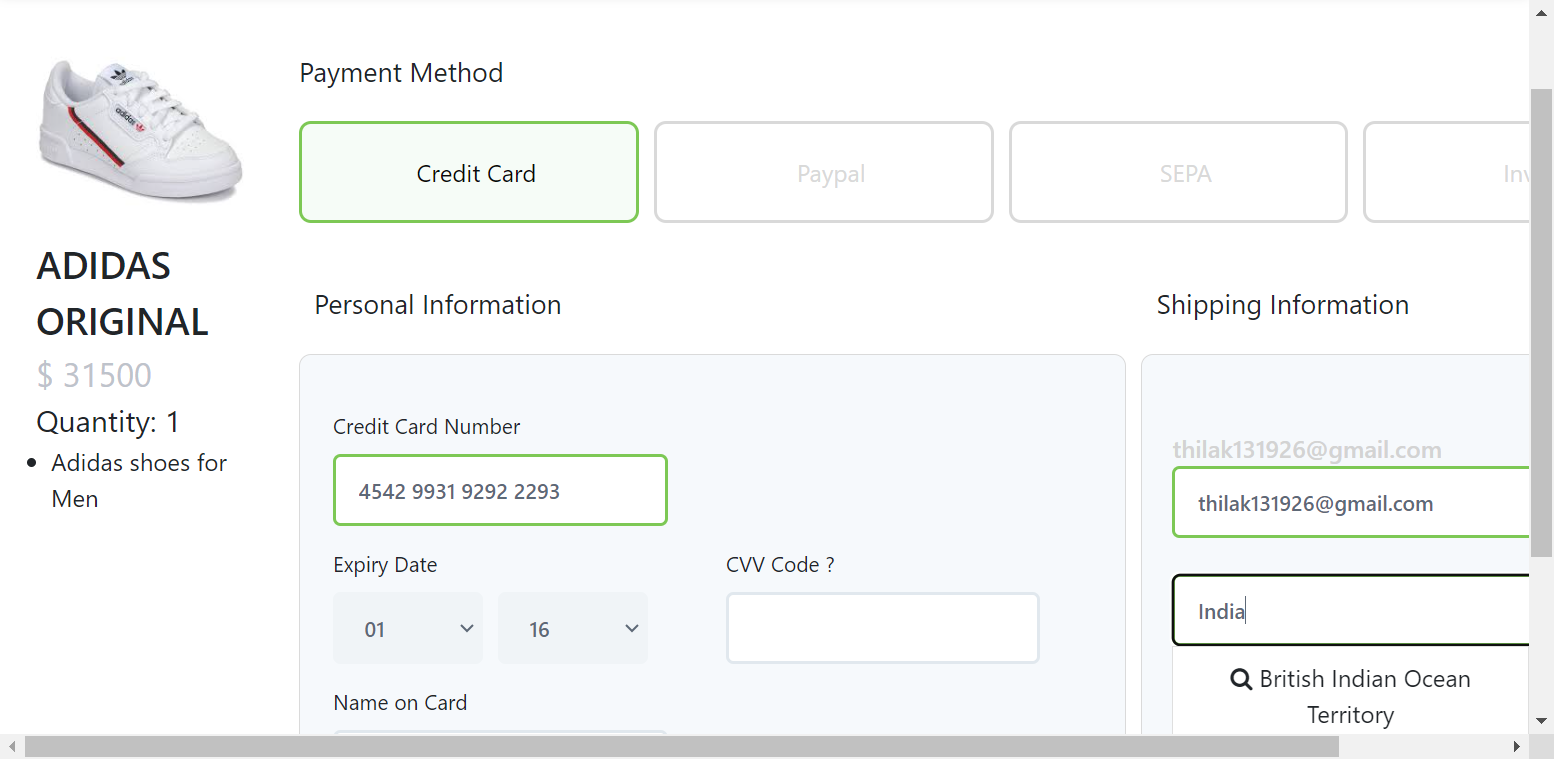 Payment Method
Credit Card
Paypal
SEPA
adidas
ADIDAS
ORIGINAL
$ 31500
Quantity: 1
Adidas shoes for
Men
Personal Information
Credit Card Number
4542 9931 9292 2293
Expiry Date
CVV Code ?
01
16
Name on Card
Shipping Information
thilak131926@gmail.com
thilak131926@gmail.com
India
British Indian Ocean
Territory